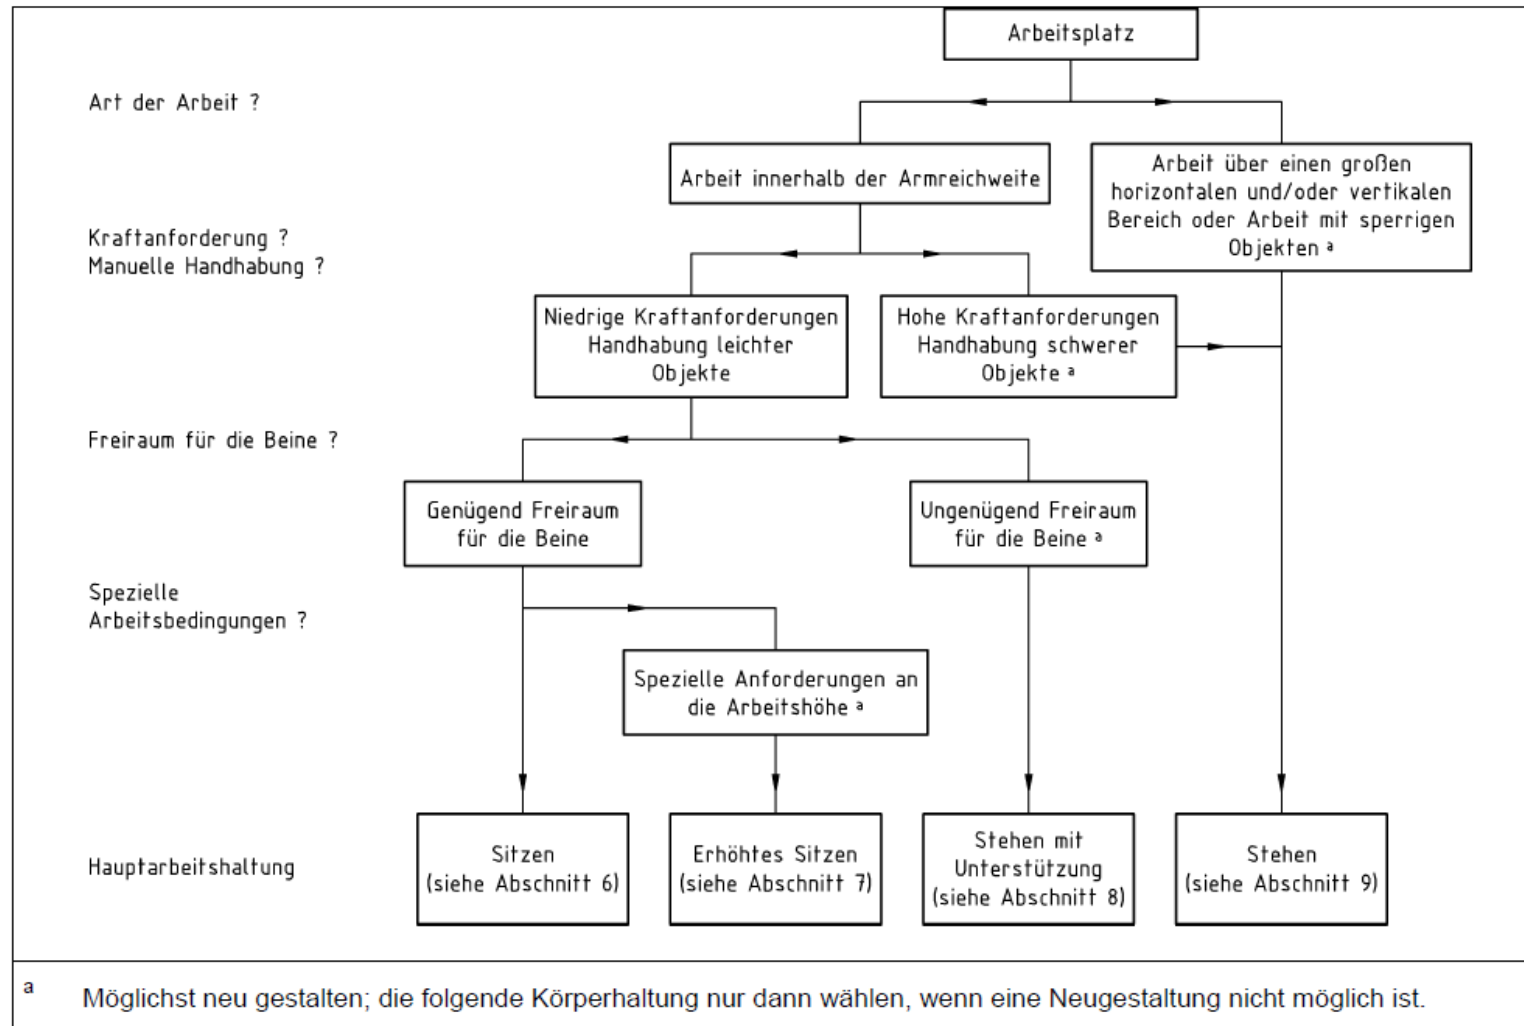 Arbeitsplatz
Art der Arbeit ?
Arbeit innerhalb der Armreichweite
Arbeit über einen großen
horizontalen und/oder vertikalen
Bereich oder Arbeit mit sperrigen
Objekten a
Kraftanforderung ?
Manuelle Handhabung ?
Niedrige Kraftanforderungen
Handhabung leichter
Objekte
Hohe Kraftanforderungen
Handhabung schwerer
Objekte a
Freiraum für die Beine ?
Genügend Freiraum
für die Beine
Ungenügend Freiraum
für die Beine a
Spezielle
Arbeitsbedingungen ?
Spezielle Anforderungen an
die Arbeitshöhe a
Hauptarbeitshaltung
Sitzen
(siehe Abschnitt 6)
Erhöhtes Sitzen
(siehe Abschnitt 7)
Stehen mit
Unterstützung
(siehe Abschnitt 8)
Stehen
(siehe Abschnitt 9)
a Möglichst neu gestalten; die folgende Körperhaltung nur dann wählen, wenn eine Neugestaltung nicht möglich ist.